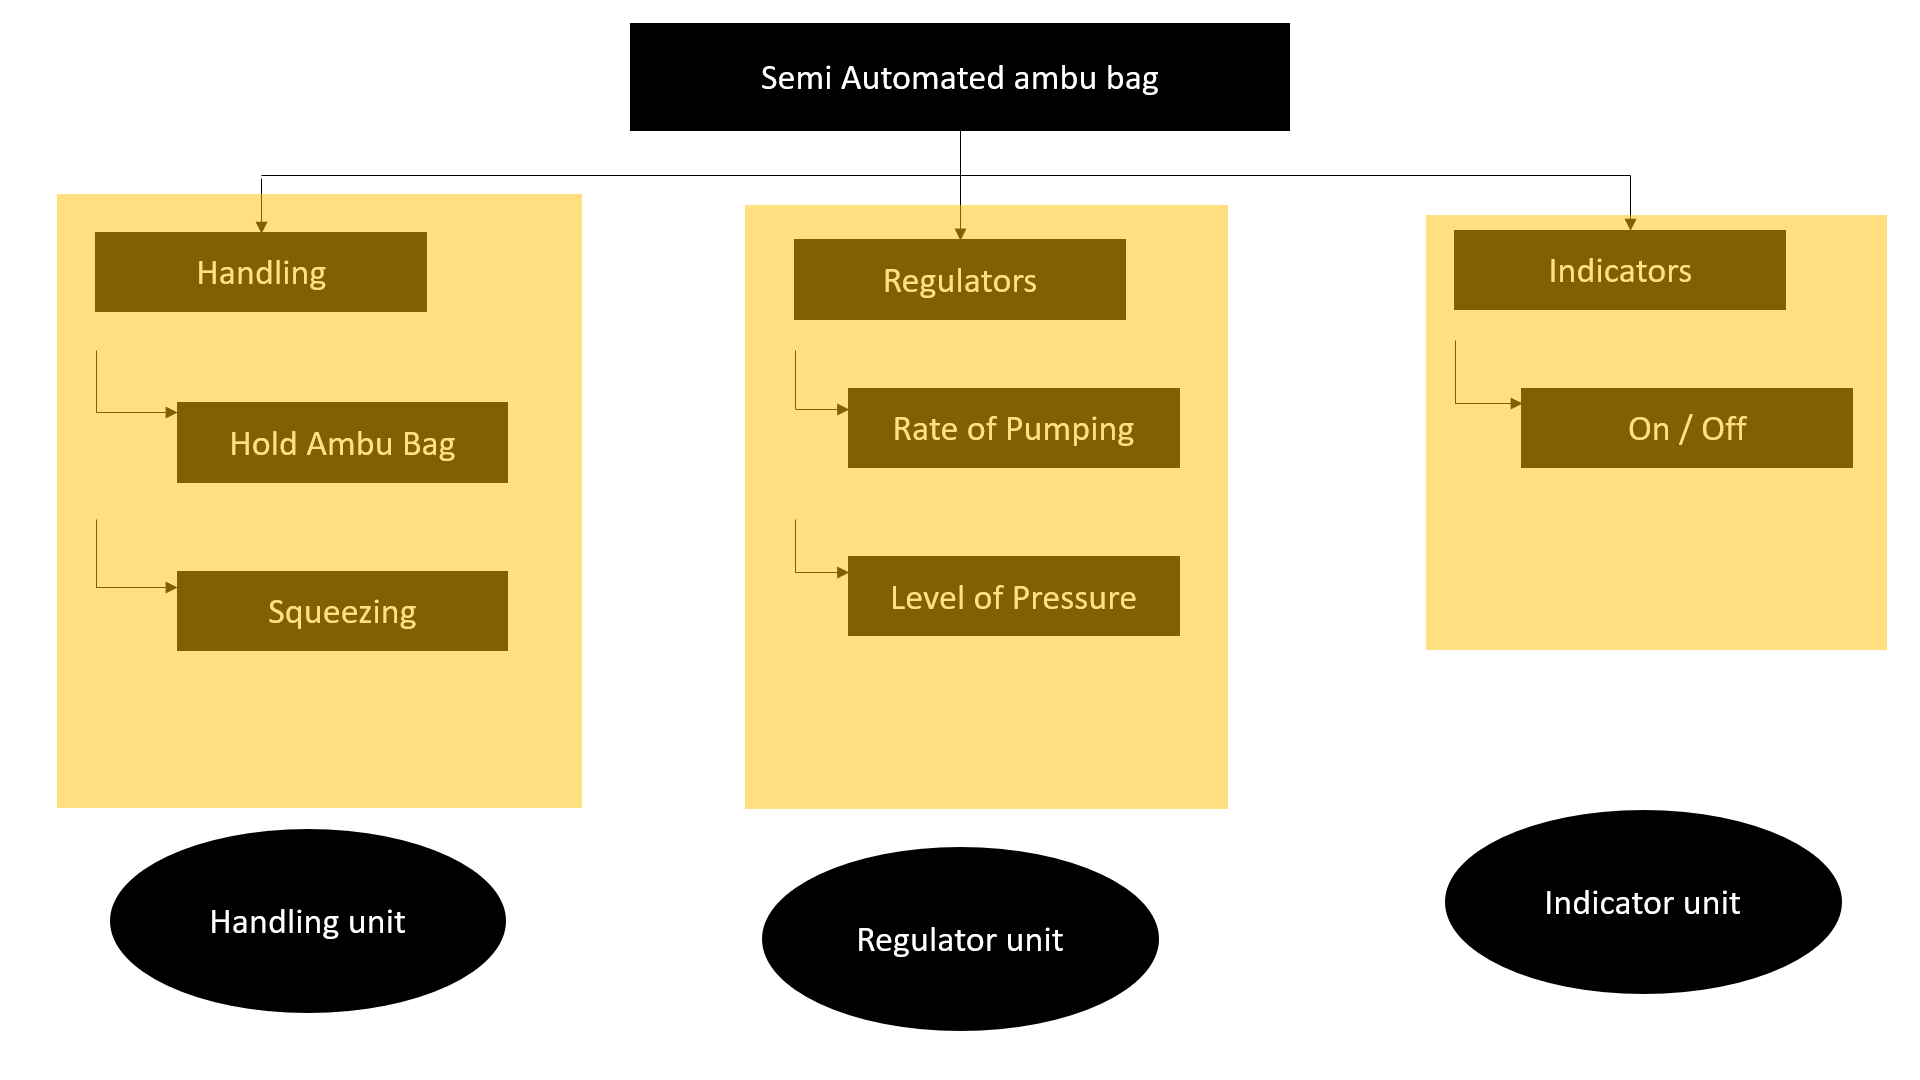 Semi Automated ambu bag
Handling
Hold Ambu Bag
Squeezing
Handling unit
Regulators
Rate of Pumping
Level of Pressure
Regulator unit
Indicators
On / Off
Indicator unit